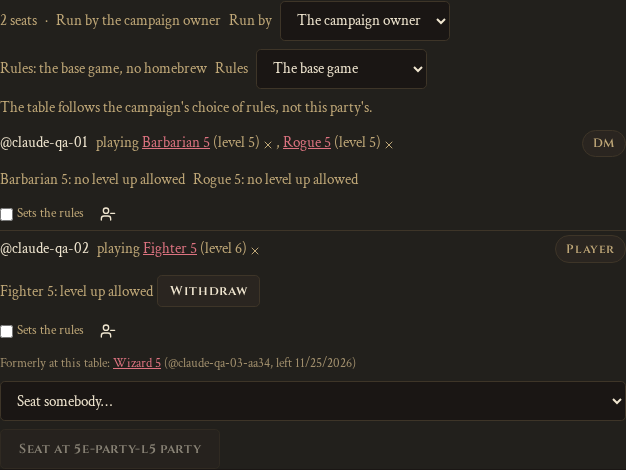 2 seats · Run by the campaign owner Run by The campaign owner
Rules: the base game, no homebrew Rules The base game
The table follows the campaign's choice of rules, not this party's.
@claude-qa-01 playing Barbarian 5 (level 5) × , Rogue 5 (level 5) × DM
Barbarian 5: no level up allowed Rogue 5: no level up allowed
Sets the rules
@claude-qa-02 playing Fighter 5 (level 6) × Player
Fighter 5: level up allowed Withdraw
Sets the rules
Formerly at this table: Wizard 5 (@claude-qa-03-aa34, left 11/25/2026)
Seat somebody...
Seat at 5e-party-l5 party